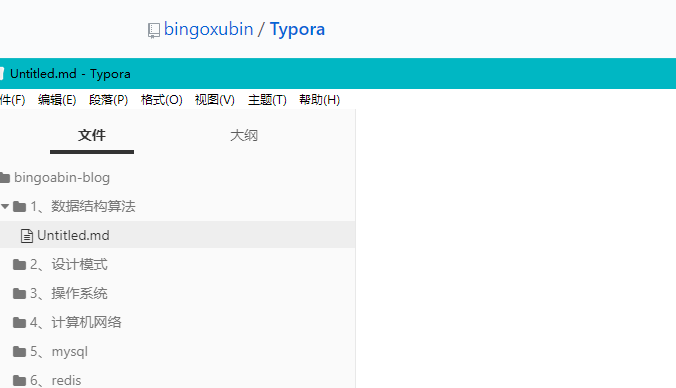 bingoxubin / Typora
Untitled.md - Typora
件(F) 编辑(E) 段落(P) 格式(O) 视图(V) 主题(T) 帮助(H)
文件 大纲
bingoabin-blog
1、数据结构算法
Untitled.md
2、设计模式
3、操作系统
4、计算机网络
5、mysql
6、redis